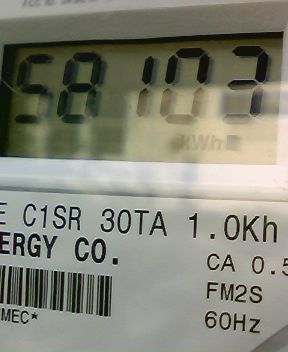 58103
kWh
E C1SR 30TA 1.0Kh
ERGY CO.
CA 0.5
FM2S
MEC*
60Hz